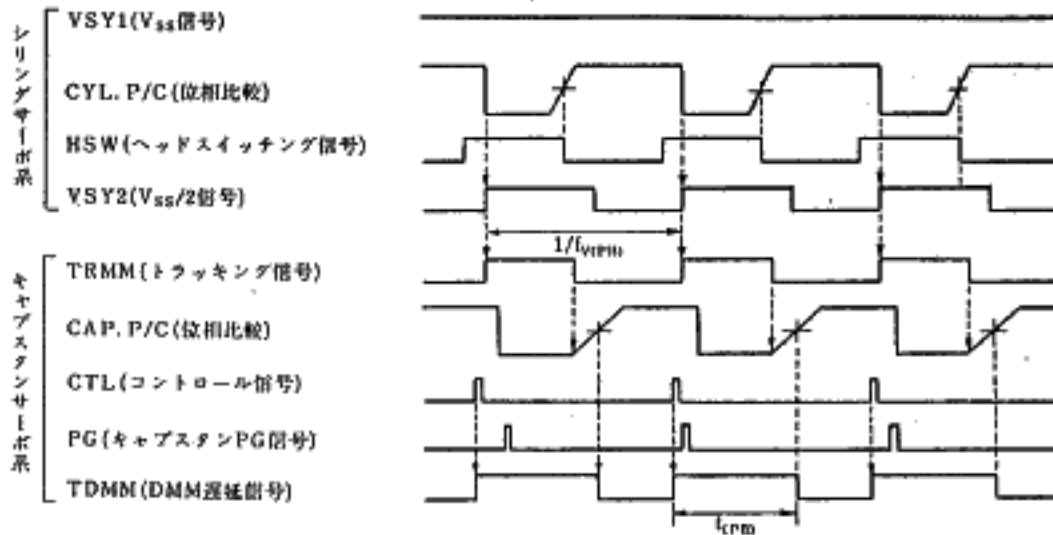 シリンダサーボ系
VSY1(Vss信号)
CYL. P/C(位相比較)
HSW(ヘッドスイッチング信号)
VSY2(Vss/2信号)
キャプスタンサーボ系
TRMM(トラッキング信号)
CAP. P/C(位相比較)
CTL(コントロール信号)
PG(キャプスタンPG信号)
TDMM(DMM遅延信号)